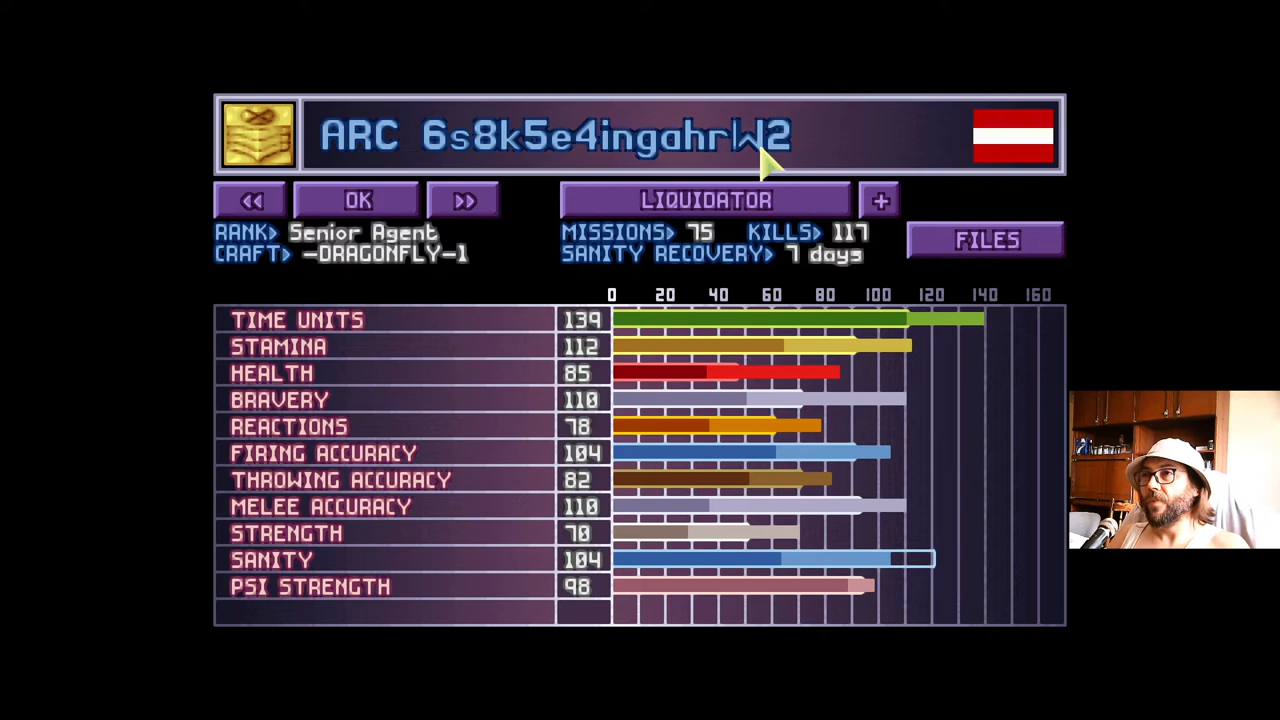 ARC 6s8k5e4ingahrW2
OK LIQUIDATOR +
RANK> Senior Agent MISSIONS> 75 KILLS> 117 FILES
CRAFT> -DRAGONFLY-1 SANITY RECOVERY> 7 days
0 20 40 60 80 100 120 140 160
TIME UNITS 139
STAMINA 112
HEALTH 85
BRAVERY 110
REACTIONS 78
FIRING ACCURACY 104
THROWING ACCURACY 82
MELEE ACCURACY 110
STRENGTH 70
SANITY 104
PSI STRENGTH 98